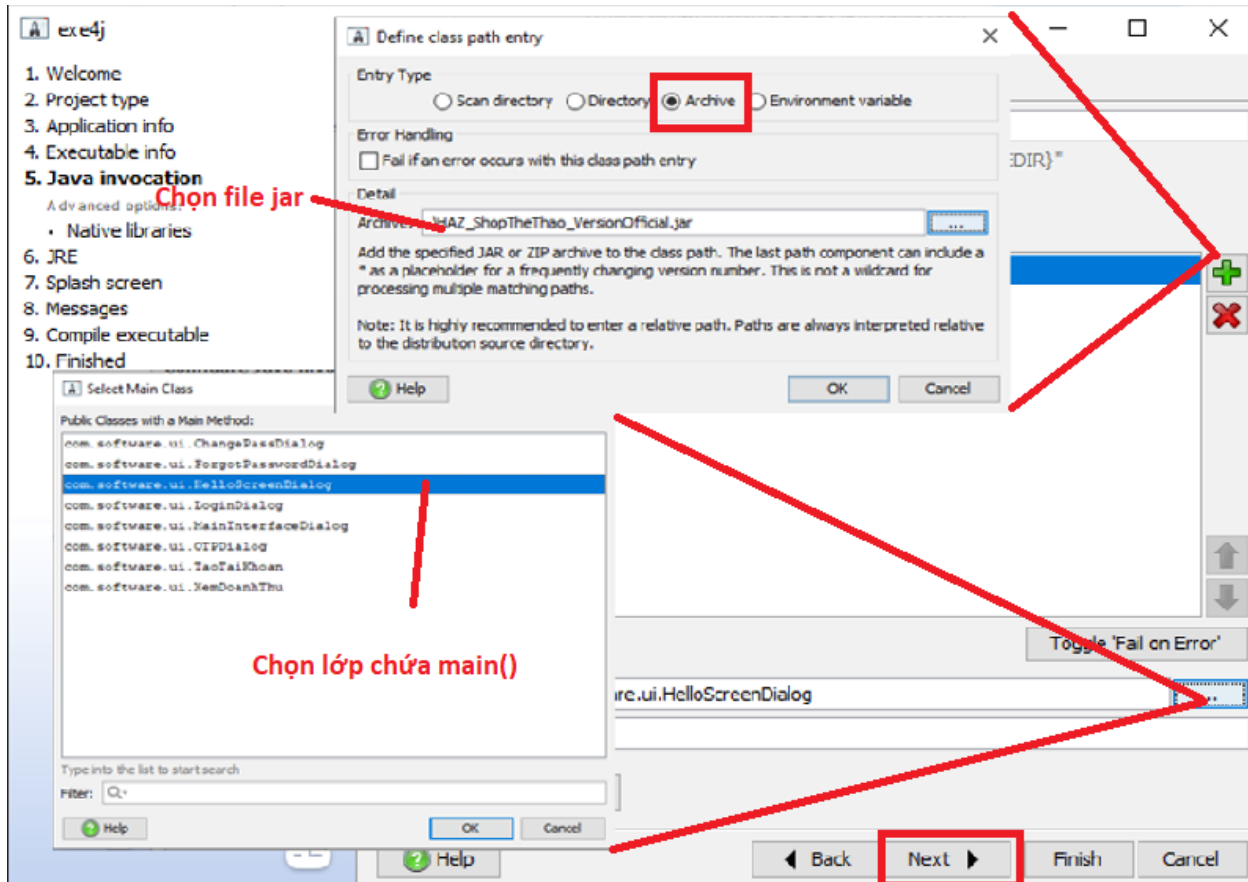 exe4j
1. Welcome
2. Project type
3. Application info
4. Executable info
5. Java invocation
Advanced options:
• Native libraries
6. JRE
7. Splash screen
8. Messages
9. Compile executable
10. Finished
Define class path entry
Entry Type
Scan directory
Directory
Archive
Environment variable
Error Handling
Fail if an error occurs with this class path entry
Detail
Chọn file jar
Archive:
HAZ_ShopTheThao_VersionOfficial.jar
...
Add the specified JAR or ZIP archive to the class path. The last path component can include a
* as a placeholder for a frequently changing version number. This is not a wildcard for
processing multiple matching paths.
Note: It is highly recommended to enter a relative path. Paths are always interpreted relative
to the distribution source directory.
Help
OK
Cancel
DIR}"
Select Main Class
Public Classes with a Main Method:
com.software.ui.ChangePassDialog
com.software.ui.ForgotPasswordDialog
com.software.ui.HelloScreenDialog
com.software.ui.LoginDialog
com.software.ui.MainInterfaceDialog
com.software.ui.OTPDialog
com.software.ui.TaoTaiKhoan
com.software.ui.XemDoanhThu
Chọn lớp chứa main()
Type into the list to start search
Filter:
Help
OK
Cancel
Toggle 'Fail on Error'
re.ui.HelloScreenDialog
...
Help
Back
Next
Finish
Cancel